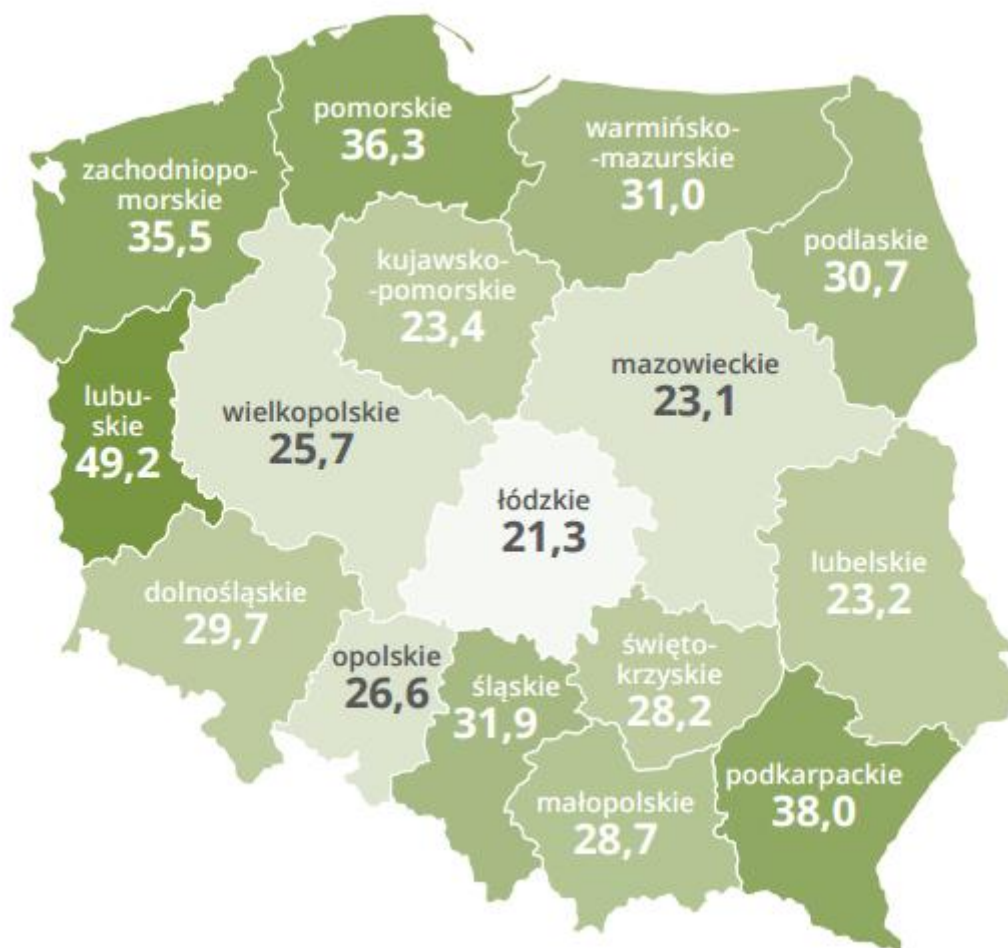 pomorskie
36,3
warmińsko-
-mazurskie
31,0
zachodniopo-
morskie
35,5
podlaskie
30,7
kujawsko-
-pomorskie
23,4
mazowieckie
23,1
lubu-
skie
49,2
wielkopolskie
25,7
łódzkie
21,3
lubelskie
23,2
dolnośląskie
29,7
opolskie
26,6
śląskie
31,9
święto-
krzyskie
28,2
podkarpackie
38,0
małopolskie
28,7